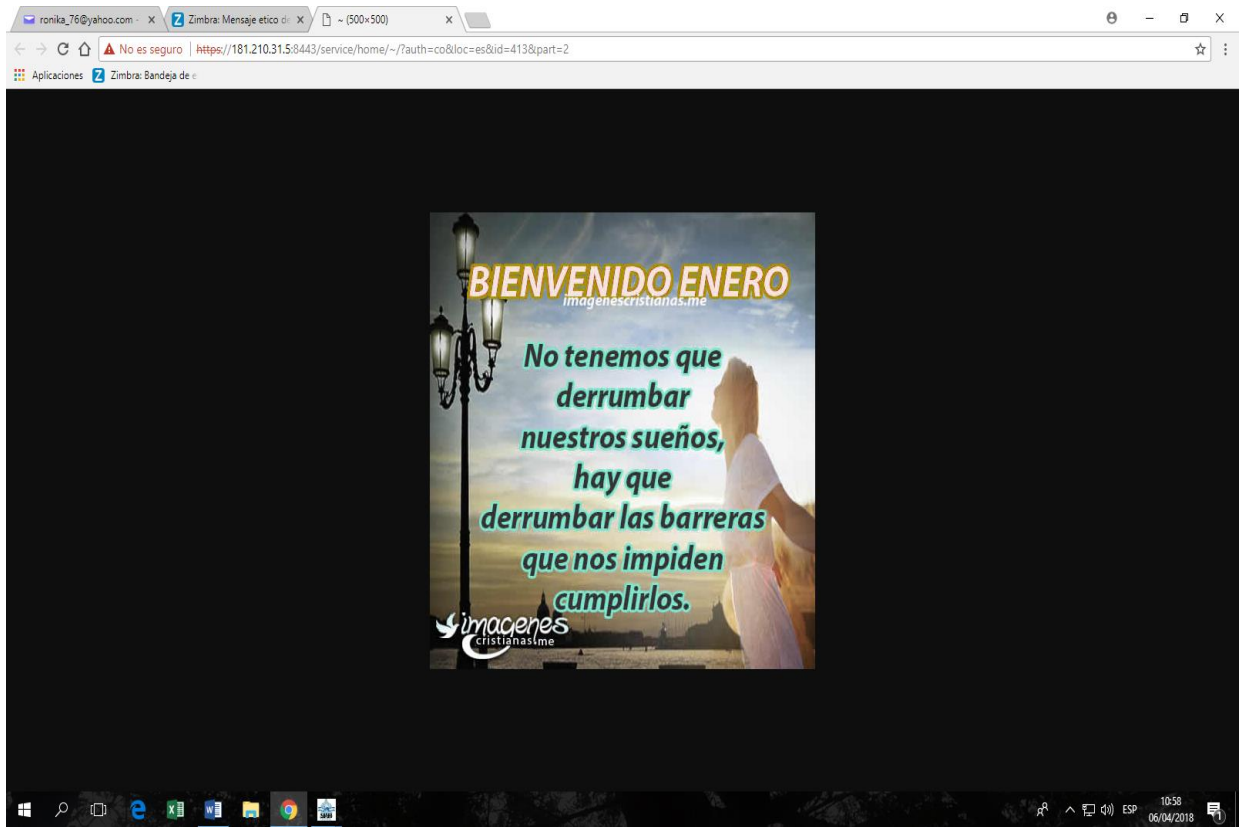 ronika_76@yahoo.com -
Zimbra: Mensaje etico de
~ (500×500)
No es seguro | https://181.210.31.5:8443/service/home/~/?auth=co&loc=es&id=413&part=2
Aplicaciones
Zimbra: Bandeja de e
BIENVENIDO ENERO
imagenescristianas.me
No tenemos que
derrumbar
nuestros sueños,
hay que
derrumbar las barreras
que nos impiden
cumplirlos.
imagenes
cristianas.me
ESP
10:58
06/04/2018